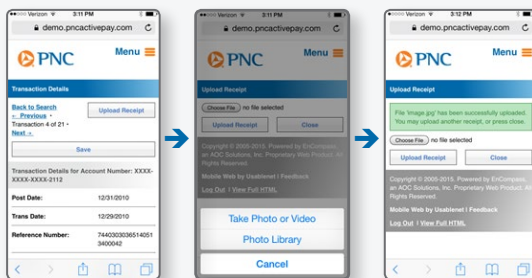 Verizon 3:11 PM
demo.pncactivepay.com
PNC
Menu
Transaction Details
Back to Search
← Previous •
Transaction 4 of 21 •
Next →
Upload Receipt
Save
Transaction Details for Account Number: XXXX-
XXXX-XXXX-2112
Post Date: 12/31/2010
Trans Date: 12/29/2010
Reference Number: 7440303036514051
3400042
Verizon 3:11 PM
demo.pncactivepay.com
PNC
Menu
Upload Receipt
Choose File no file selected
Upload Receipt Close
Copyright © 2000-2015. Powered by EnCompass,
an AOC Solutions, Inc. Proprietary Web Product. All
Rights Reserved.
Mobile Web by Usablenet | Feedback
Log Out | View Full HTML
Take Photo or Video
Photo Library
Cancel
Verizon 3:12 PM
demo.pncactivepay.com
PNC
Menu
Upload Receipt
File 'image.jpg' has been successfully uploaded.
You may upload another receipt, or press close.
Choose File no file selected
Upload Receipt Close
Copyright © 2000-2015. Powered by EnCompass,
an AOC Solutions, Inc. Proprietary Web Product. All
Rights Reserved.
Mobile Web by Usablenet | Feedback
Log Out | View Full HTML